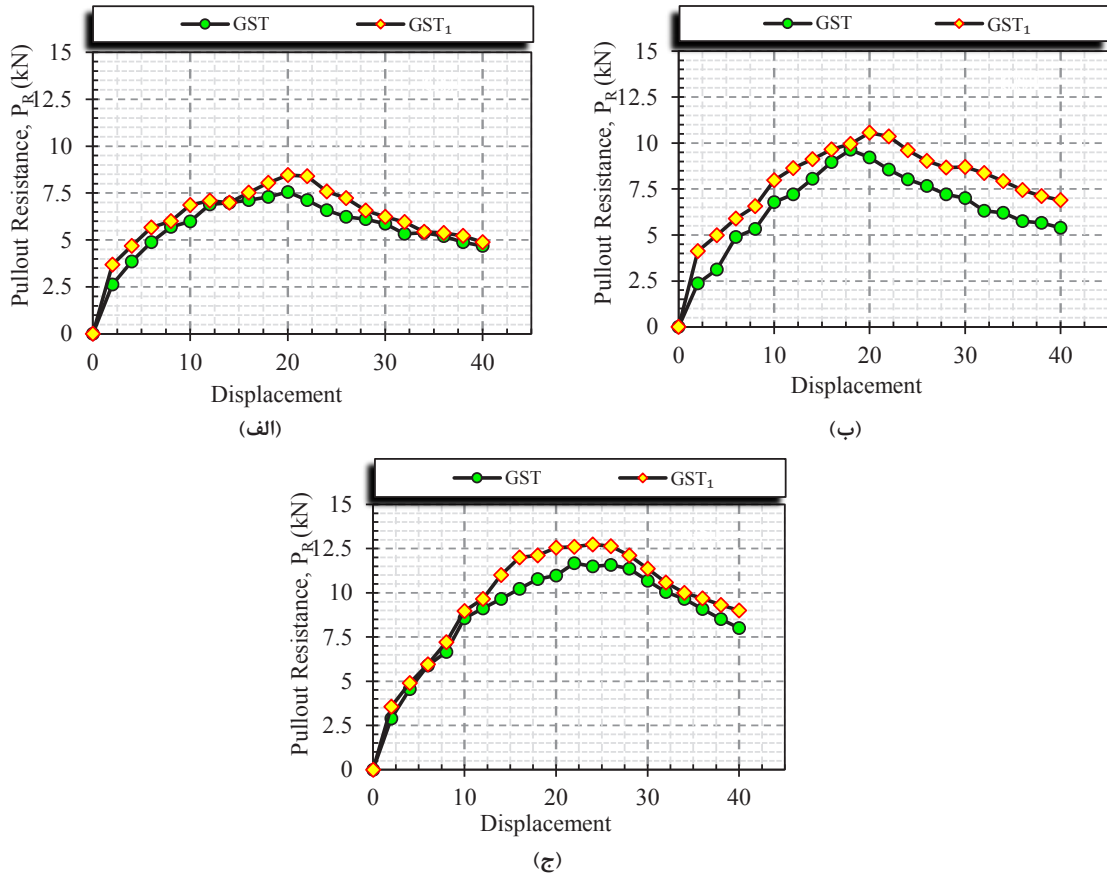 GST GST₁
Pullout Resistance, P_R (kN)
15
12.5
10
7.5
5
2.5
0
0 10 20 30 40
Displacement
(الف)
GST GST₁
Pullout Resistance, P_R (kN)
15
12.5
10
7.5
5
2.5
0
0 10 20 30 40
Displacement
(ب)
GST GST₁
Pullout Resistance, P_R (kN)
15
12.5
10
7.5
5
2.5
0
0 10 20 30 40
Displacement
(ج)